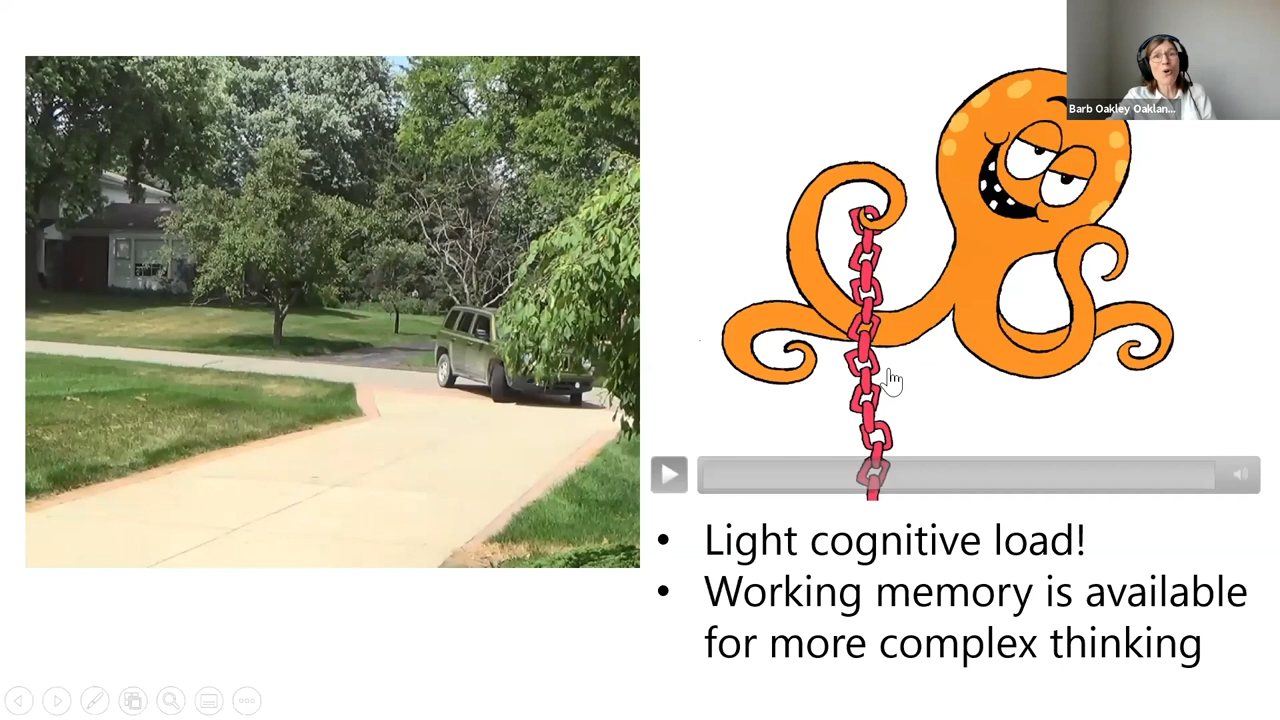 Barb Oakley Oaklan...
• Light cognitive load!
• Working memory is available
for more complex thinking